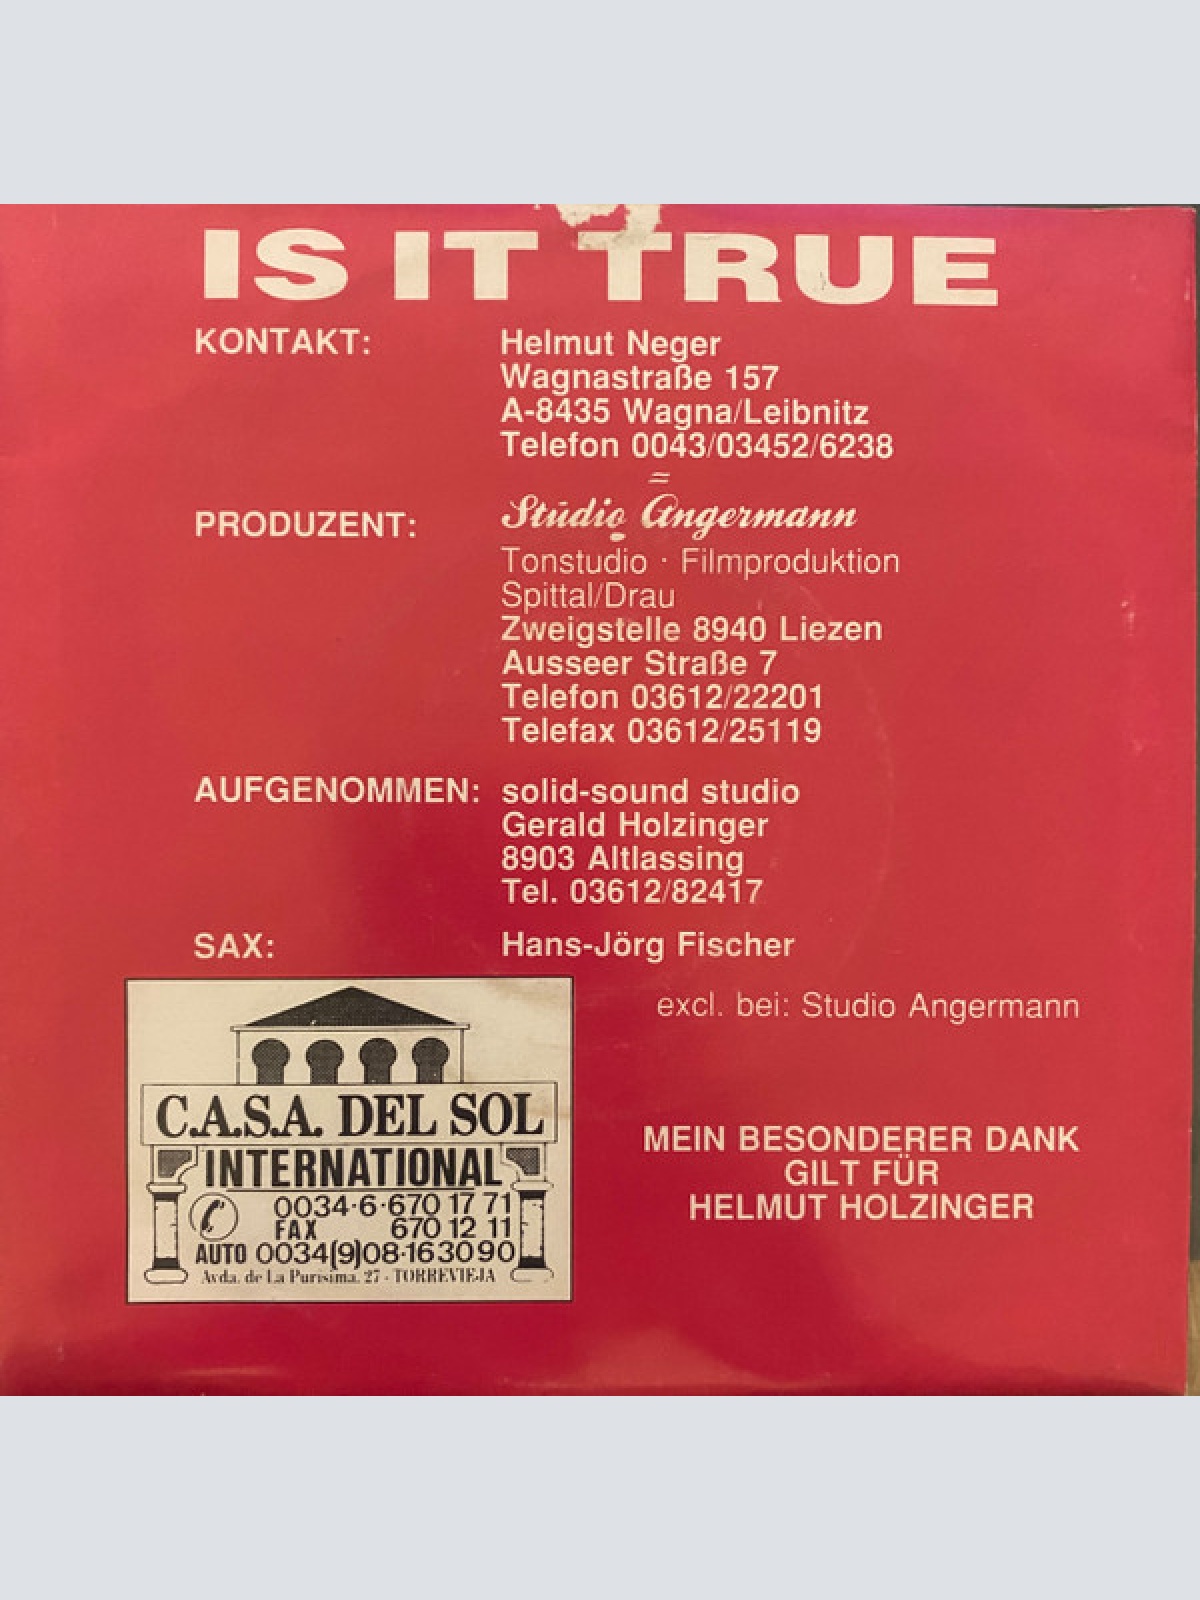 IS IT TRUE
KONTAKT: Helmut Neger
Wagnastraße 157
A-8435 Wagna/Leibnitz
Telefon 0043/03452/6238
PRODUZENT: Studio Angermann
Tonstudio · Filmproduktion
Spittal/Drau
Zweigstelle 8940 Liezen
Ausseer Straße 7
Telefon 03612/22201
Telefax 03612/25119
AUFGENOMMEN: solid-sound studio
Gerald Holzinger
8903 Altlassing
Tel. 03612/82417
SAX: Hans-Jörg Fischer
excl. bei: Studio Angermann
C.A.S.A. DEL SOL
INTERNATIONAL
0034-6-670 17 71
FAX 670 12 11
AUTO 0034(9)08-163090
Avda. de La Purisima. 27 - TORREVIEJA
MEIN BESONDERER DANK
GILT FÜR
HELMUT HOLZINGER